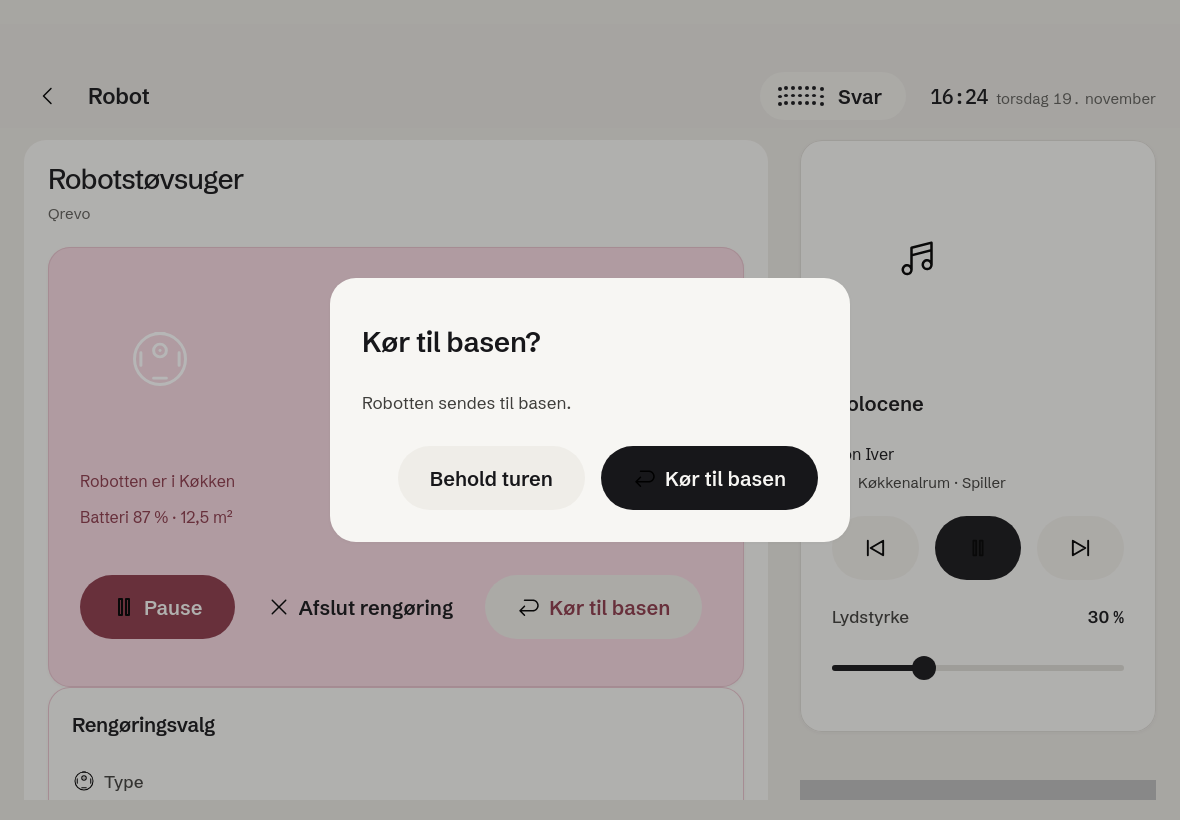 Robot
Svar
16:24 torsdag 19. november
Robotstøvsuger
Qrevo
Robotten er i Køkken
Batteri 87 % · 12,5 m²
Pause
Afslut rengøring
Kør til basen
Rengøringsvalg
Type
Kør til basen?
Robotten sendes til basen.
Behold turen
Kør til basen
olocene
n Iver
Køkkenalrum · Spiller
Lydstyrke
30 %